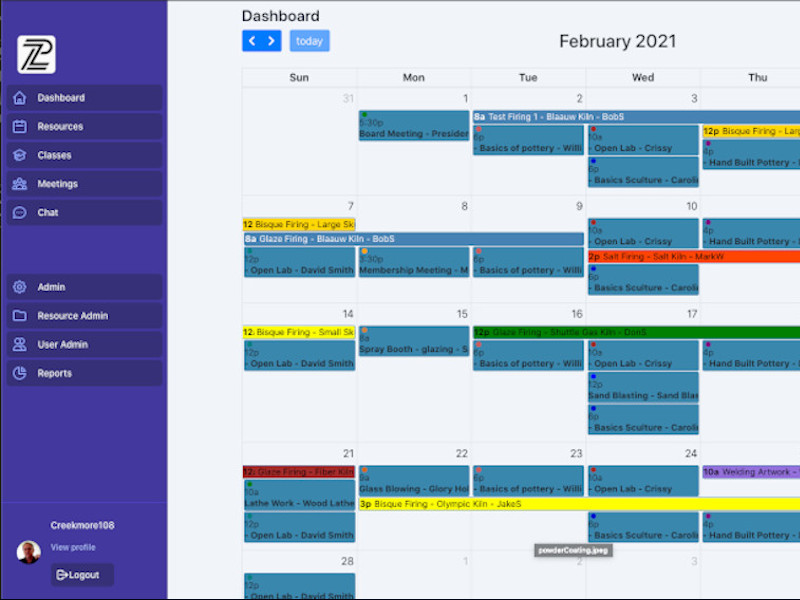 Dashboard
today
February 2021
Dashboard
Resources
Classes
Meetings
Chat
Admin
Resource Admin
User Admin
Reports
Creekmore108
View profile
Logout
Sun Mon Tue Wed Thu
31 1 2 3
5:30p
Board Meeting - Presider
8a Test Firing 1 - Blaauw Kiln - BobS
6p
- Basics of pottery - Willi
10a
- Open Lab - Crissy
6p
- Basics Sculture - Caroli
12p Bisque Firing - Larg
4p
- Hand Built Pottery -
7 8 9 10
12 Bisque Firing - Large Sk
8a Glaze Firing - Blaauw Kiln - BobS
12p
- Open Lab - David Smith
Membership Meeting - M
6p
- Basics of pottery - Willi
10a
- Open Lab - Crissy
2p Salt Firing - Salt Kiln - MarkW
6p
- Basics Sculture - Caroli
4p
- Hand Built Pottery -
14 15 16 17
12: Bisque Firing - Small Sk
12p
- Open Lab - David Smith
Spray Booth - glazing - S
12p Glaze Firing - Shuttle Gas Kiln - DonS
6p
- Basics of pottery - Willi
10a
- Open Lab - Crissy
12p
Sand Blasting - Sand Blas
6p
- Basics Sculture - Caroli
4p
- Hand Built Pottery -
21 22 23 24
12: Glaze Firing - Fiber Kiln
10a
Lathe Work - Wood Lathe
12p
- Open Lab - David Smith
Glass Blowing - Glory Hol
3p Bisque Firing - Olympic Kiln - JakeS
6p
- Basics of pottery - Willi
10a
- Open Lab - Crissy
6p
- Basics Sculture - Caroli
10a Welding Artwork -
4p
- Hand Built Pottery -
powderCoating.jpeg
28 1 2 3
12p
- Open Lab - David Smith